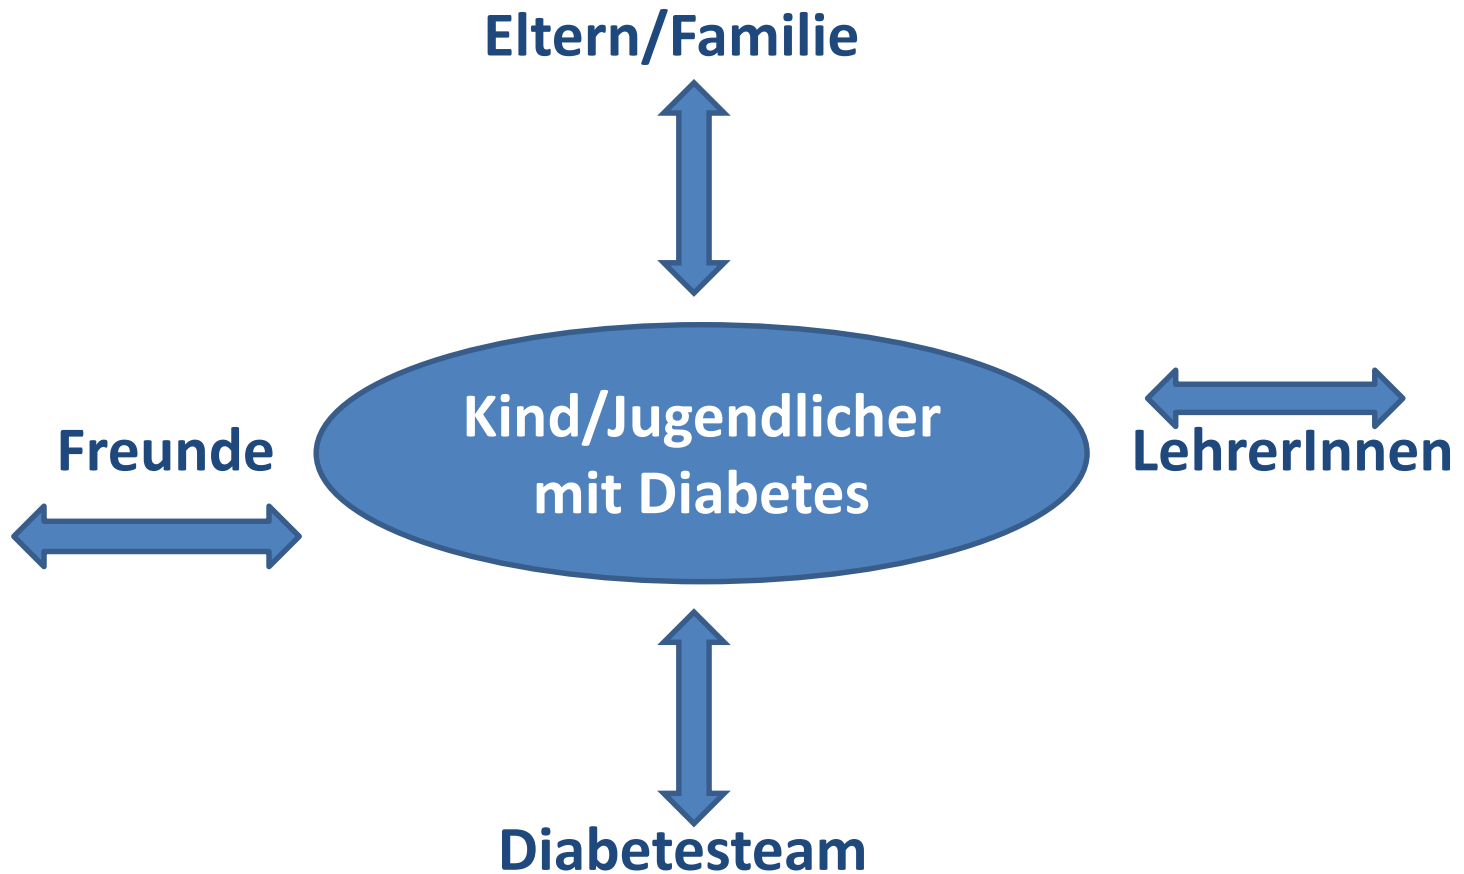 Eltern/Familie
Kind/Jugendlicher
mit Diabetes
Freunde
LehrerInnen
Diabetesteam